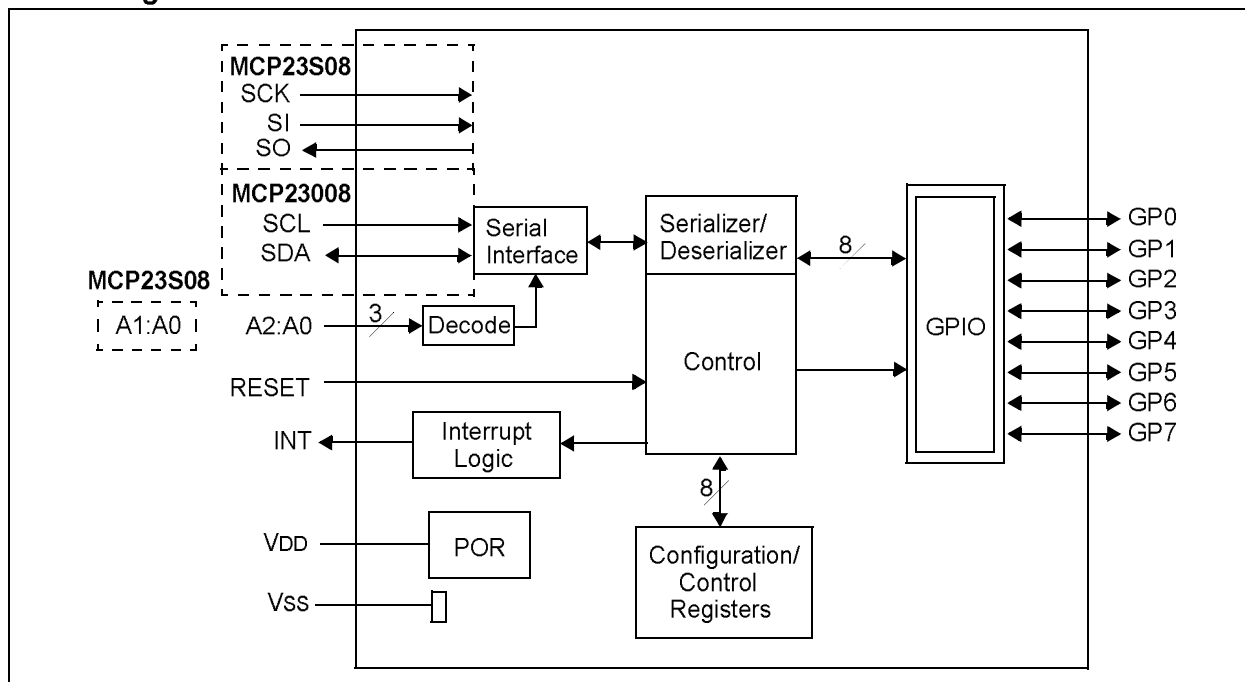 MCP23S08
SCK
SI
SO
MCP23008
SCL
SDA
MCP23S08
A1:A0
A2:A0
3
Decode
Serial
Interface
Serializer/
Deserializer
8
Control
GPIO
GP0
GP1
GP2
GP3
GP4
GP5
GP6
GP7
RESET
INT
Interrupt
Logic
8
VDD
POR
Configuration/
Control
Registers
VSS